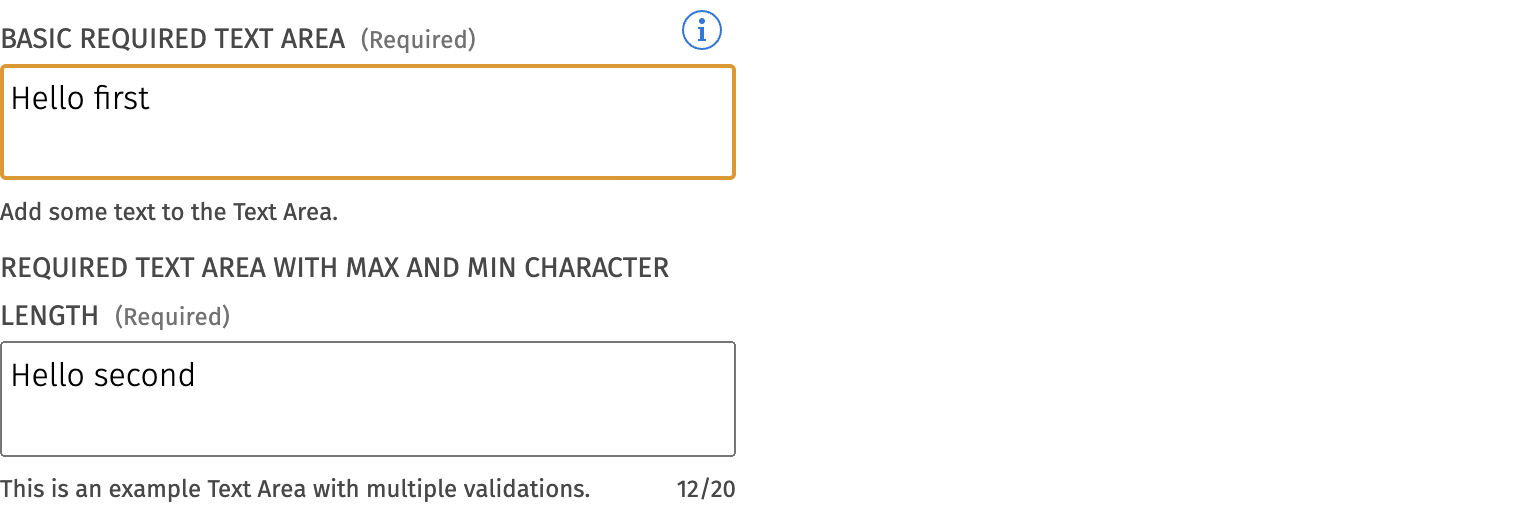 BASIC REQUIRED TEXT AREA (Required)
Hello first
Add some text to the Text Area.
REQUIRED TEXT AREA WITH MAX AND MIN CHARACTER
LENGTH (Required)
Hello second
This is an example Text Area with multiple validations. 12/20